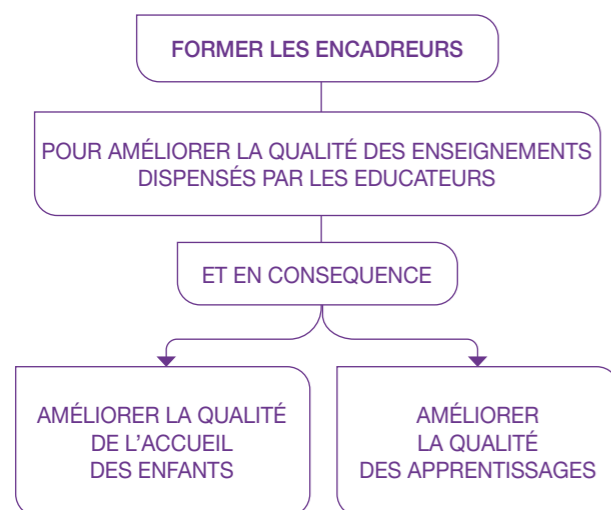 FORMER LES ENCADREURS
POUR AMÉLIORER LA QUALITÉ DES ENSEIGNEMENTS
DISPENSÉS PAR LES EDUCATEURS
ET EN CONSEQUENCE
AMÉLIORER LA QUALITÉ
DE L'ACCUEIL
DES ENFANTS
AMÉLIORER
LA QUALITÉ
DES APPRENTISSAGES